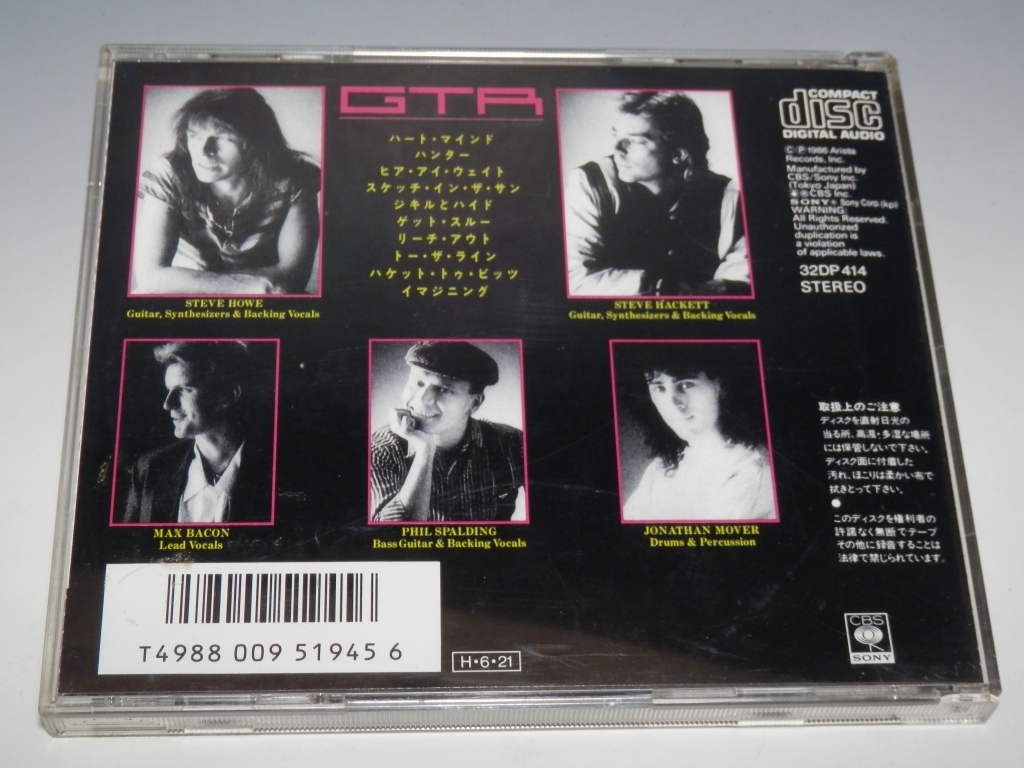 GTR
ハート・マインド
ハンター
ヒア・アイ・ウェイト
スケッチ・イン・ザ・サン
ジキルとハイド
ゲット・スルー
リーチ・アウト
トー・ザ・ライン
ハケット・トゥ・ビッツ
イマジニング
STEVE HOWE
Guitar, Synthesizers & Backing Vocals
STEVE HACKETT
Guitar, Synthesizers & Backing Vocals
MAX BACON
Lead Vocals
PHIL SPALDING
Bass Guitar & Backing Vocals
JONATHAN MOVER
Drums & Percussion
COMPACT
disc
DIGITAL AUDIO
© ℗ 1986 Arista
Records, Inc.
Manufactured by
CBS/Sony Inc.
(Tokyo Japan)
CBS Inc.
SONY® Sony Corp.
WARNING:
All Rights Reserved.
Unauthorized
duplication is
a violation
of applicable laws.
32DP 414
STEREO
取扱上のご注意
ディスクを直射日光の
当る所、高温・多湿な場所
には保管しないで下さい。
ディスク面に付着した
汚れ、ほこりは柔かい布で
拭きとって下さい。
●
このディスクを権利者の
許諾なく無断でテープ
その他に録音することは
法律で禁じられています。
T4988 009 51945 6
H・6・21
CBS
SONY